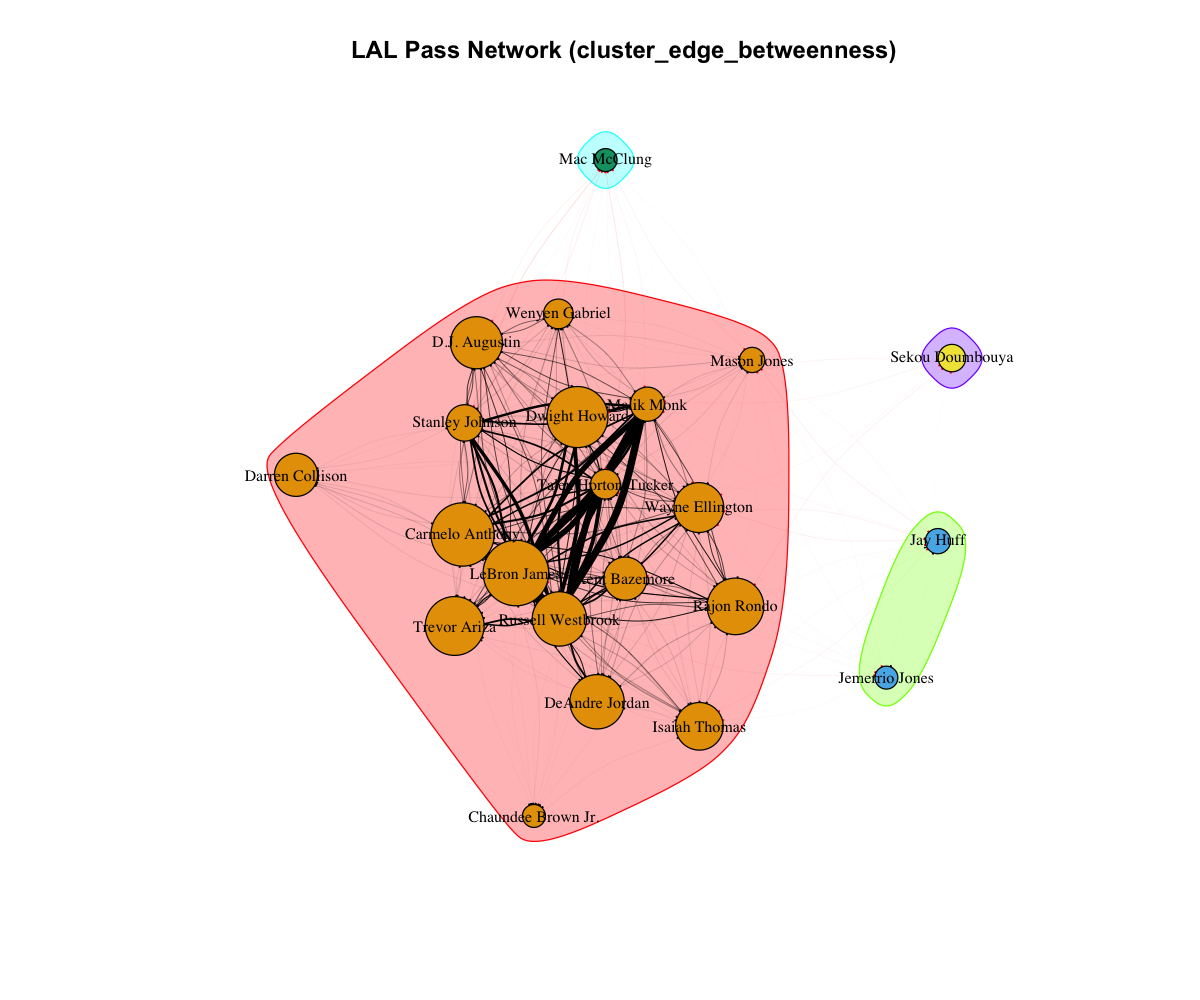 LAL Pass Network (cluster_edge_betweenness)
Mac McClung
Wenyen Gabriel
D.J. Augustin
Sekou Doumbouya
Mason Jones
Malik Monk
Dwight Howard
Stanley Johnson
Darren Collison
Talen Horton-Tucker
Wayne Ellington
Carmelo Anthony
Jay Huff
LeBron James
Kent Bazemore
Rajon Rondo
Russell Westbrook
Trevor Ariza
Jemerrio Jones
DeAndre Jordan
Isaiah Thomas
Chaundee Brown Jr.